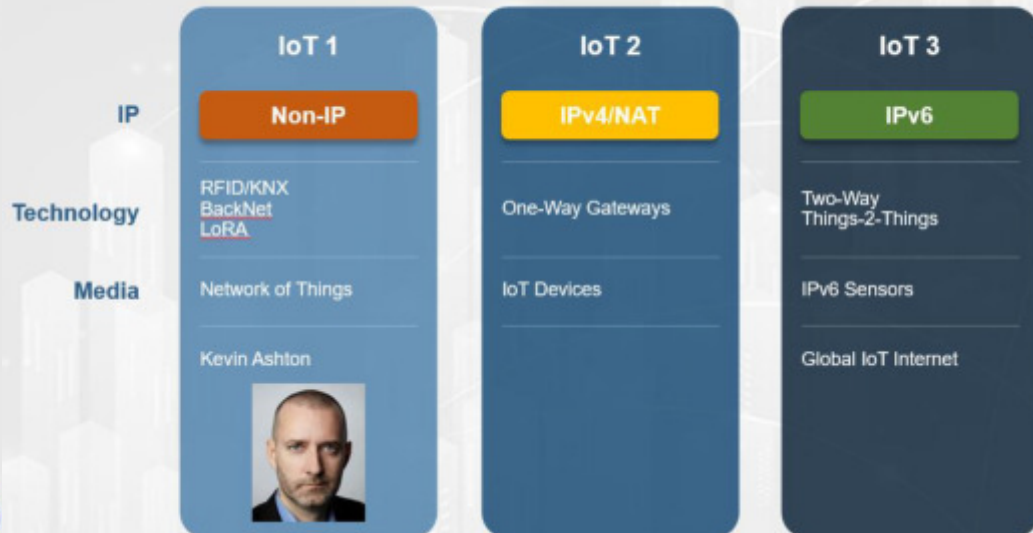 IoT 1
IoT 2
IoT 3
IP
Non-IP
IPv4/NAT
IPv6
Technology
RFID/KNX
BackNet
LoRA
One-Way Gateways
Two-Way
Things-2-Things
Media
Network of Things
IoT Devices
IPv6 Sensors
Kevin Ashton
Global IoT Internet